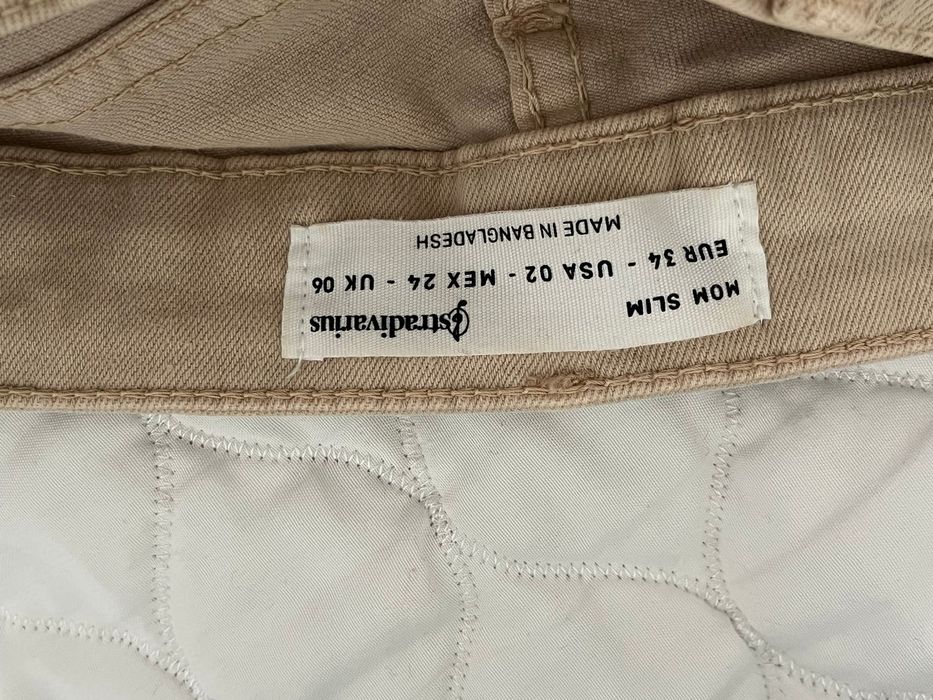 MOM SLIM
Stradivarius
EUR 34 - USA 02 - MEX 24 - UK 06
MADE IN BANGLADESH